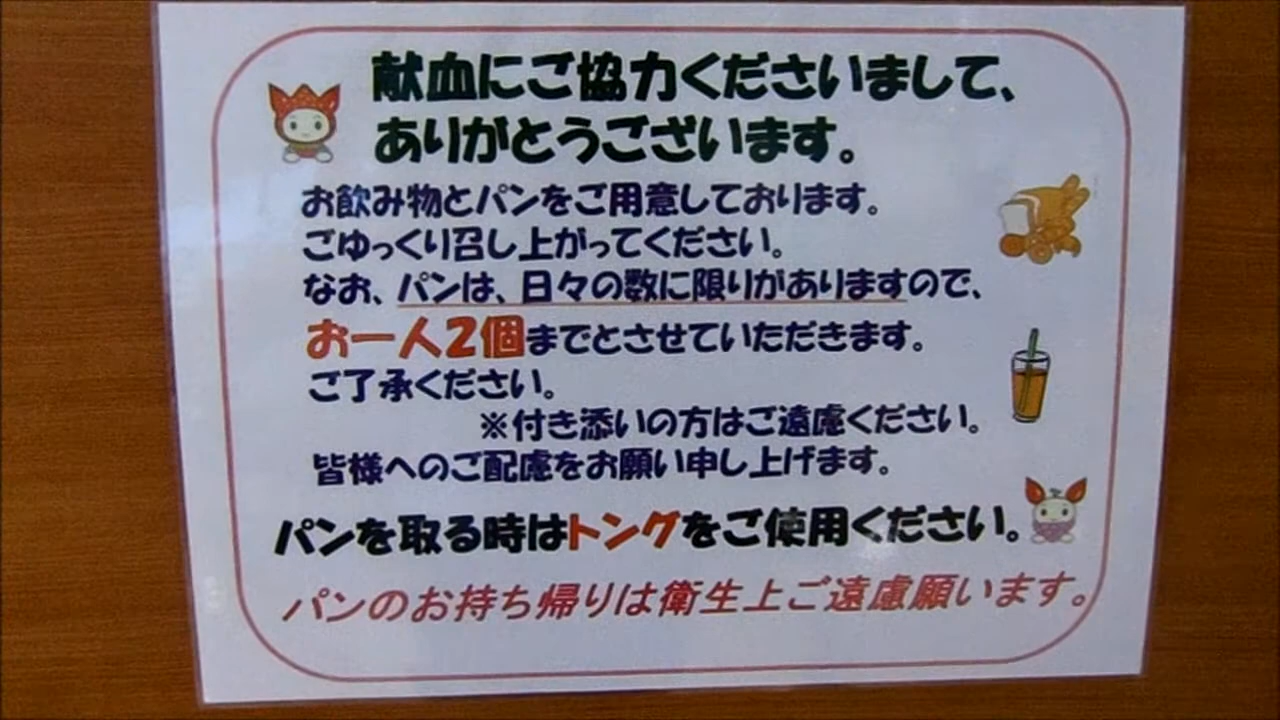 献血にご協力くださいまして、
ありがとうございます。
お飲み物とパンをご用意しております。
ごゆっくり召し上がってください。
なお、パンは、日々の数に限りがありますので、
お一人2個までとさせていただきます。
ご了承ください。
※付き添いの方はご遠慮ください。
皆様へのご配慮をお願い申し上げます。
パンを取る時はトングをご使用ください。
パンのお持ち帰りは衛生上ご遠慮願います。